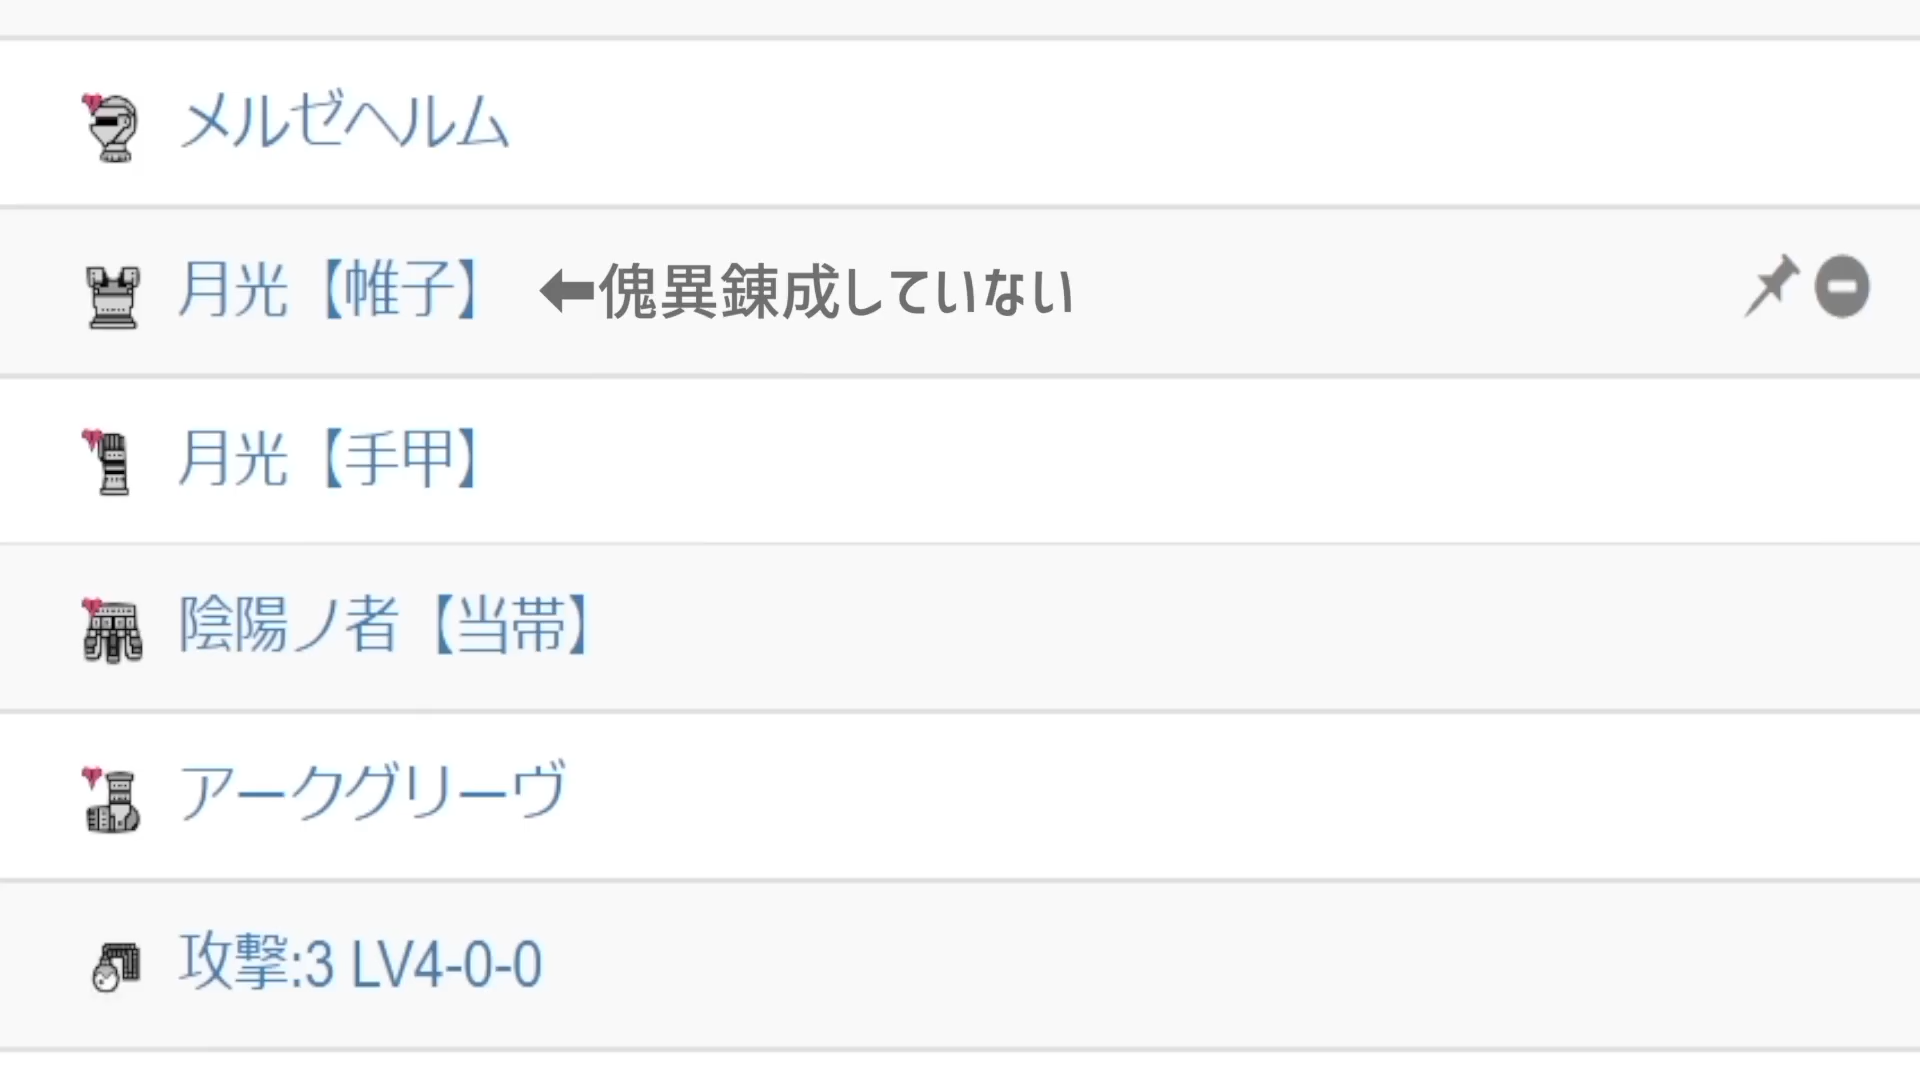 メルゼヘルム
月光【帷子】 ⬅傀異錬成していない
月光【手甲】
陰陽ノ者【当帯】
アークグリーヴ
攻撃:3 LV4-0-0